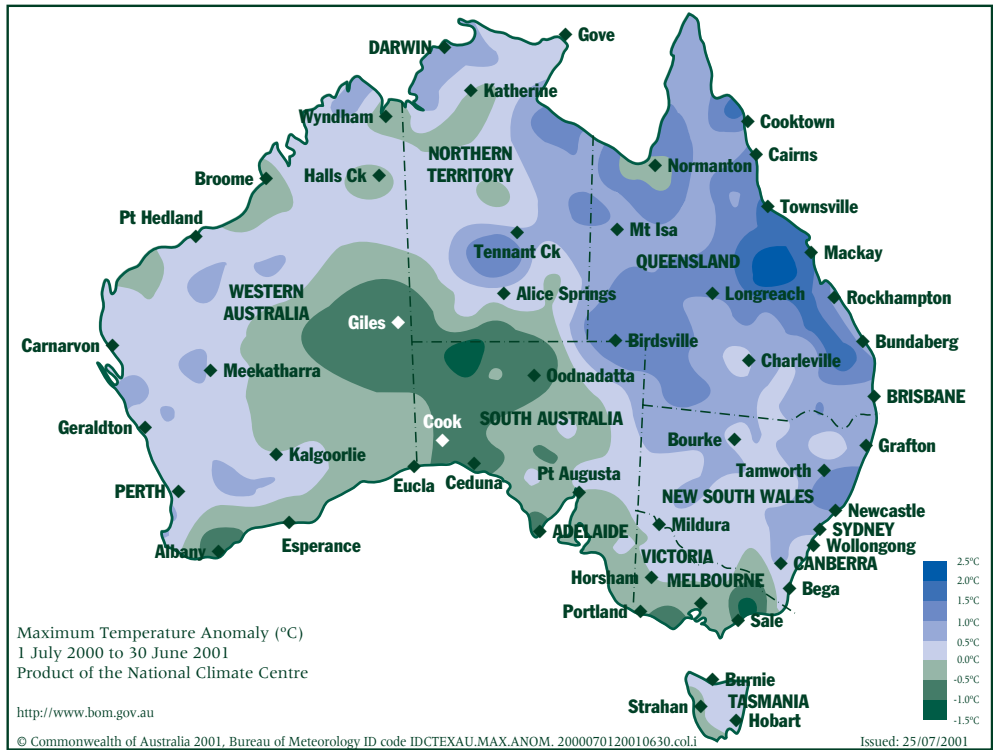 Gove
DARWIN
Katherine
Wyndham
Cooktown
NORTHERN
TERRITORY
Cairns
Normanton
Halls Ck
Broome
Townsville
Pt Hedland
Mt Isa
Tennant Ck
QUEENSLAND
Mackay
WESTERN
AUSTRALIA
Alice Springs
Longreach
Rockhampton
Giles
Carnarvon
Birdsville
Bundaberg
Meekatharra
Oodnadatta
Charleville
BRISBANE
Geraldton
Cook
SOUTH AUSTRALIA
Bourke
Grafton
Kalgoorlie
Tamworth
Pt Augusta
Eucla
Ceduna
PERTH
NEW SOUTH WALES
Newcastle
Mildura
SYDNEY
ADELAIDE
Esperance
Albany
Wollongong
VICTORIA
CANBERRA
Horsham
MELBOURNE
Bega
Portland
Sale
2.5°C
2.0°C
1.5°C
1.0°C
0.5°C
0.0°C
-0.5°C
-1.0°C
-1.5°C
Maximum Temperature Anomaly (°C)
1 July 2000 to 30 June 2001
Product of the National Climate Centre
Burnie
Strahan
TASMANIA
Hobart
http://www.bom.gov.au
© Commonwealth of Australia 2001, Bureau of Meteorology ID code IDCTEXAU.MAX.ANOM. 2000070120010630.col.i
Issued: 25/07/2001